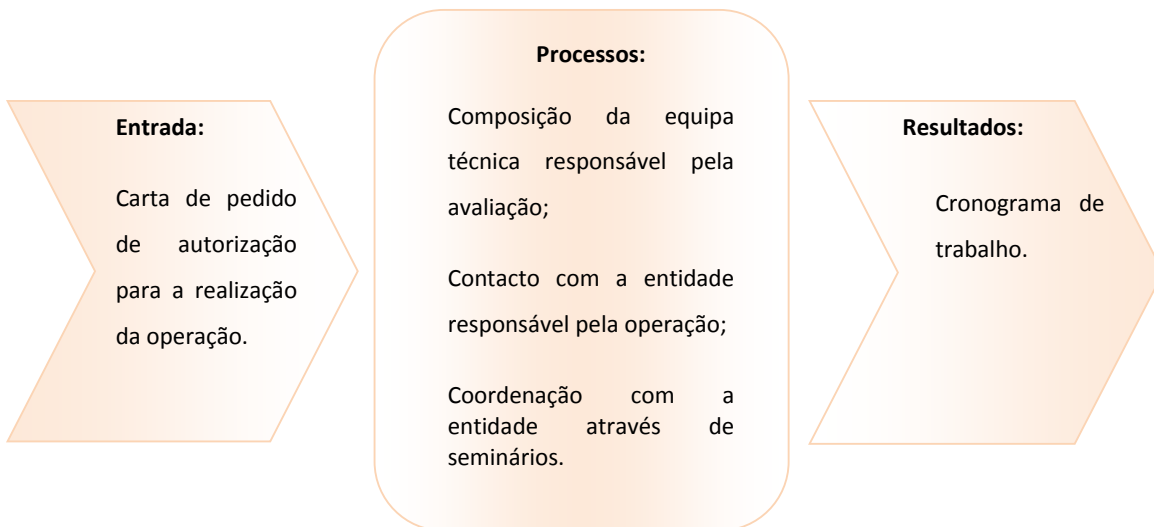 Entrada:
Carta de pedido
de autorização
para a realização
da operação.
Processos:
Composição da equipa
técnica responsável pela
avaliação;
Contacto com a entidade
responsável pela operação;
Coordenação com a
entidade através de
seminários.
Resultados:
Cronograma de
trabalho.